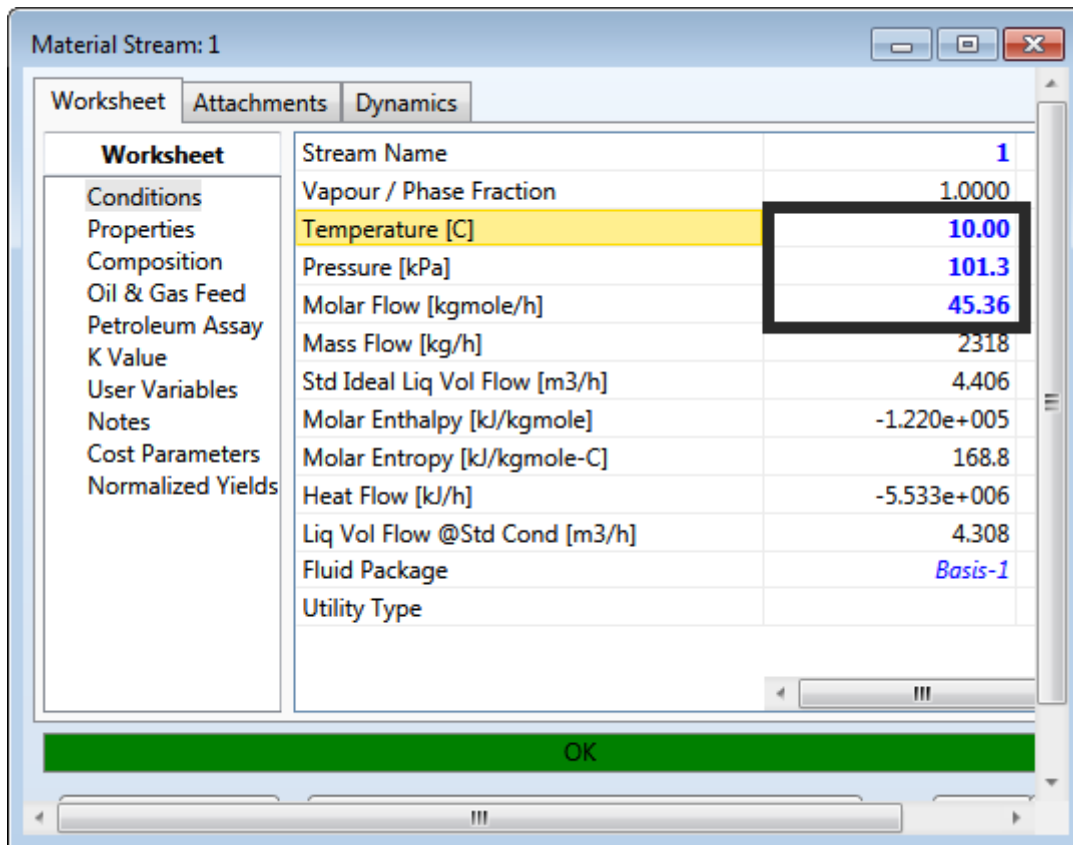 Material Stream: 1
Worksheet Attachments Dynamics
Worksheet
Conditions
Properties
Composition
Oil & Gas Feed
Petroleum Assay
K Value
User Variables
Notes
Cost Parameters
Normalized Yields
Stream Name 1
Vapour / Phase Fraction 1.0000
Temperature [C] 10.00
Pressure [kPa] 101.3
Molar Flow [kgmole/h] 45.36
Mass Flow [kg/h] 2318
Std Ideal Liq Vol Flow [m3/h] 4.406
Molar Enthalpy [kJ/kgmole] -1.220e+005
Molar Entropy [kJ/kgmole-C] 168.8
Heat Flow [kJ/h] -5.533e+006
Liq Vol Flow @Std Cond [m3/h] 4.308
Fluid Package Basis-1
Utility Type
OK